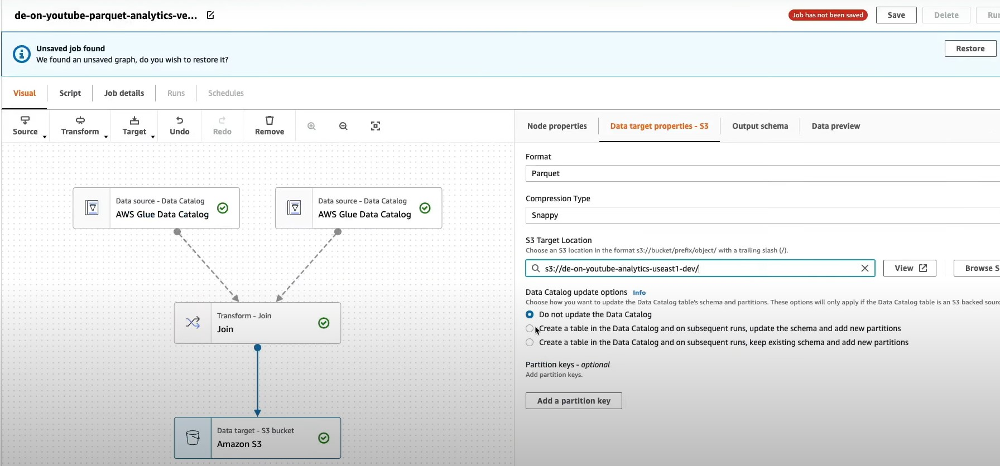 de-on-youtube-parquet-analytics-ve...
Job has not been saved
Save
Delete
Ru
Unsaved job found
We found an unsaved graph, do you wish to restore it?
Restore
Visual
Script
Job details
Runs
Schedules
Source
Transform
Target
Undo
Redo
Remove
Node properties
Data target properties - S3
Output schema
Data preview
Data source - Data Catalog
AWS Glue Data Catalog
Data source - Data Catalog
AWS Glue Data Catalog
Transform - Join
Join
Data target - S3 bucket
Amazon S3
Format
Parquet
Compression Type
Snappy
S3 Target Location
Choose an S3 location in the format s3://bucket/prefix/object/ with a trailing slash (/).
s3://de-on-youtube-analytics-useast1-dev/
View
Browse S
Data Catalog update options Info
Choose how you want to update the Data Catalog table's schema and partitions. These options will only apply if the Data Catalog table is an S3 backed sourc
Do not update the Data Catalog
Create a table in the Data Catalog and on subsequent runs, update the schema and add new partitions
Create a table in the Data Catalog and on subsequent runs, keep existing schema and add new partitions
Partition keys - optional
Add partition keys.
Add a partition key